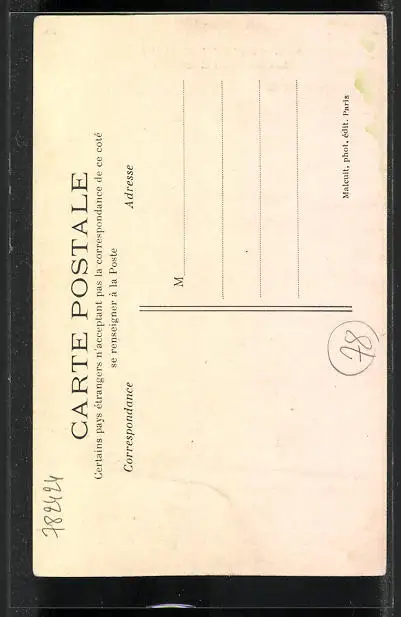 782424
CARTE POSTALE
Certains pays étrangers n'acceptant pas la correspondance de ce coté
se renseigner à la Poste
Correspondance
Adresse
M
78
Malcuit, phot, édit. Paris